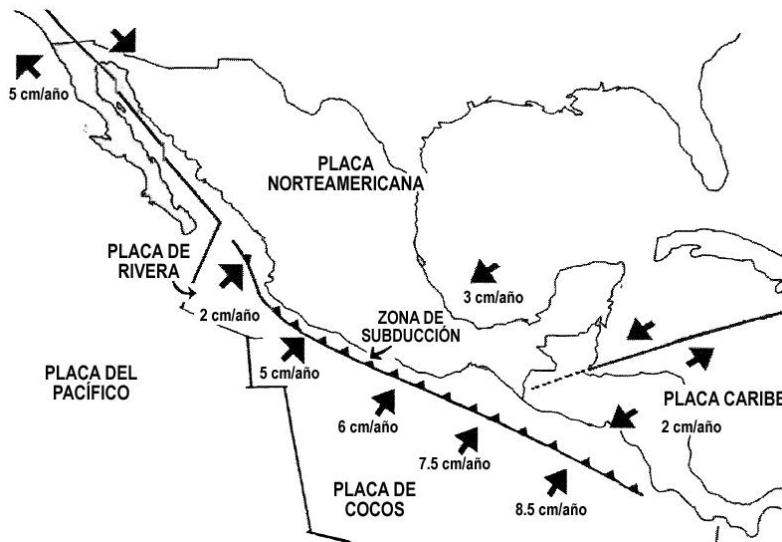 5 cm/año
PLACA
NORTEAMERICANA
PLACA DE
RIVERA
3 cm/año
2 cm/año
ZONA DE
SUBDUCCIÓN
PLACA DEL
PACÍFICO
5 cm/año
PLACA CARIBE
6 cm/año
2 cm/año
7.5 cm/año
PLACA DE
COCOS
8.5 cm/año